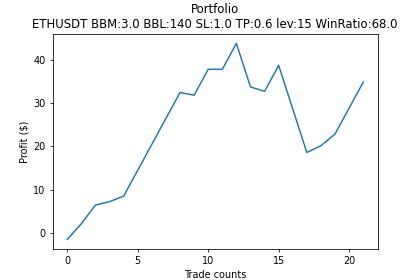 Portfolio
ETHUSDT BBM:3.0 BBL:140 SL:1.0 TP:0.6 lev:15 WinRatio:68.0
40
30
20
10
0
Profit ($)
0 5 10 15 20
Trade counts